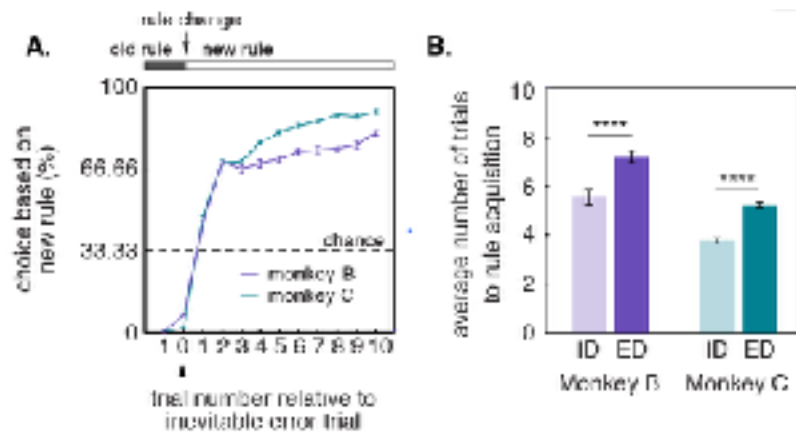 A.
rule change
old rule
new rule
choice based on
new rule (%)
100
66.66
33.33
0
chance
monkey B
monkey C
1 0 1 2 3 4 5 6 7 8 9 10
trial number relative to
inevitable error trial
B.
average number of trials
to rule acquisition
10
8
6
4
2
0
****
****
ID ED ID ED
Monkey B Monkey C